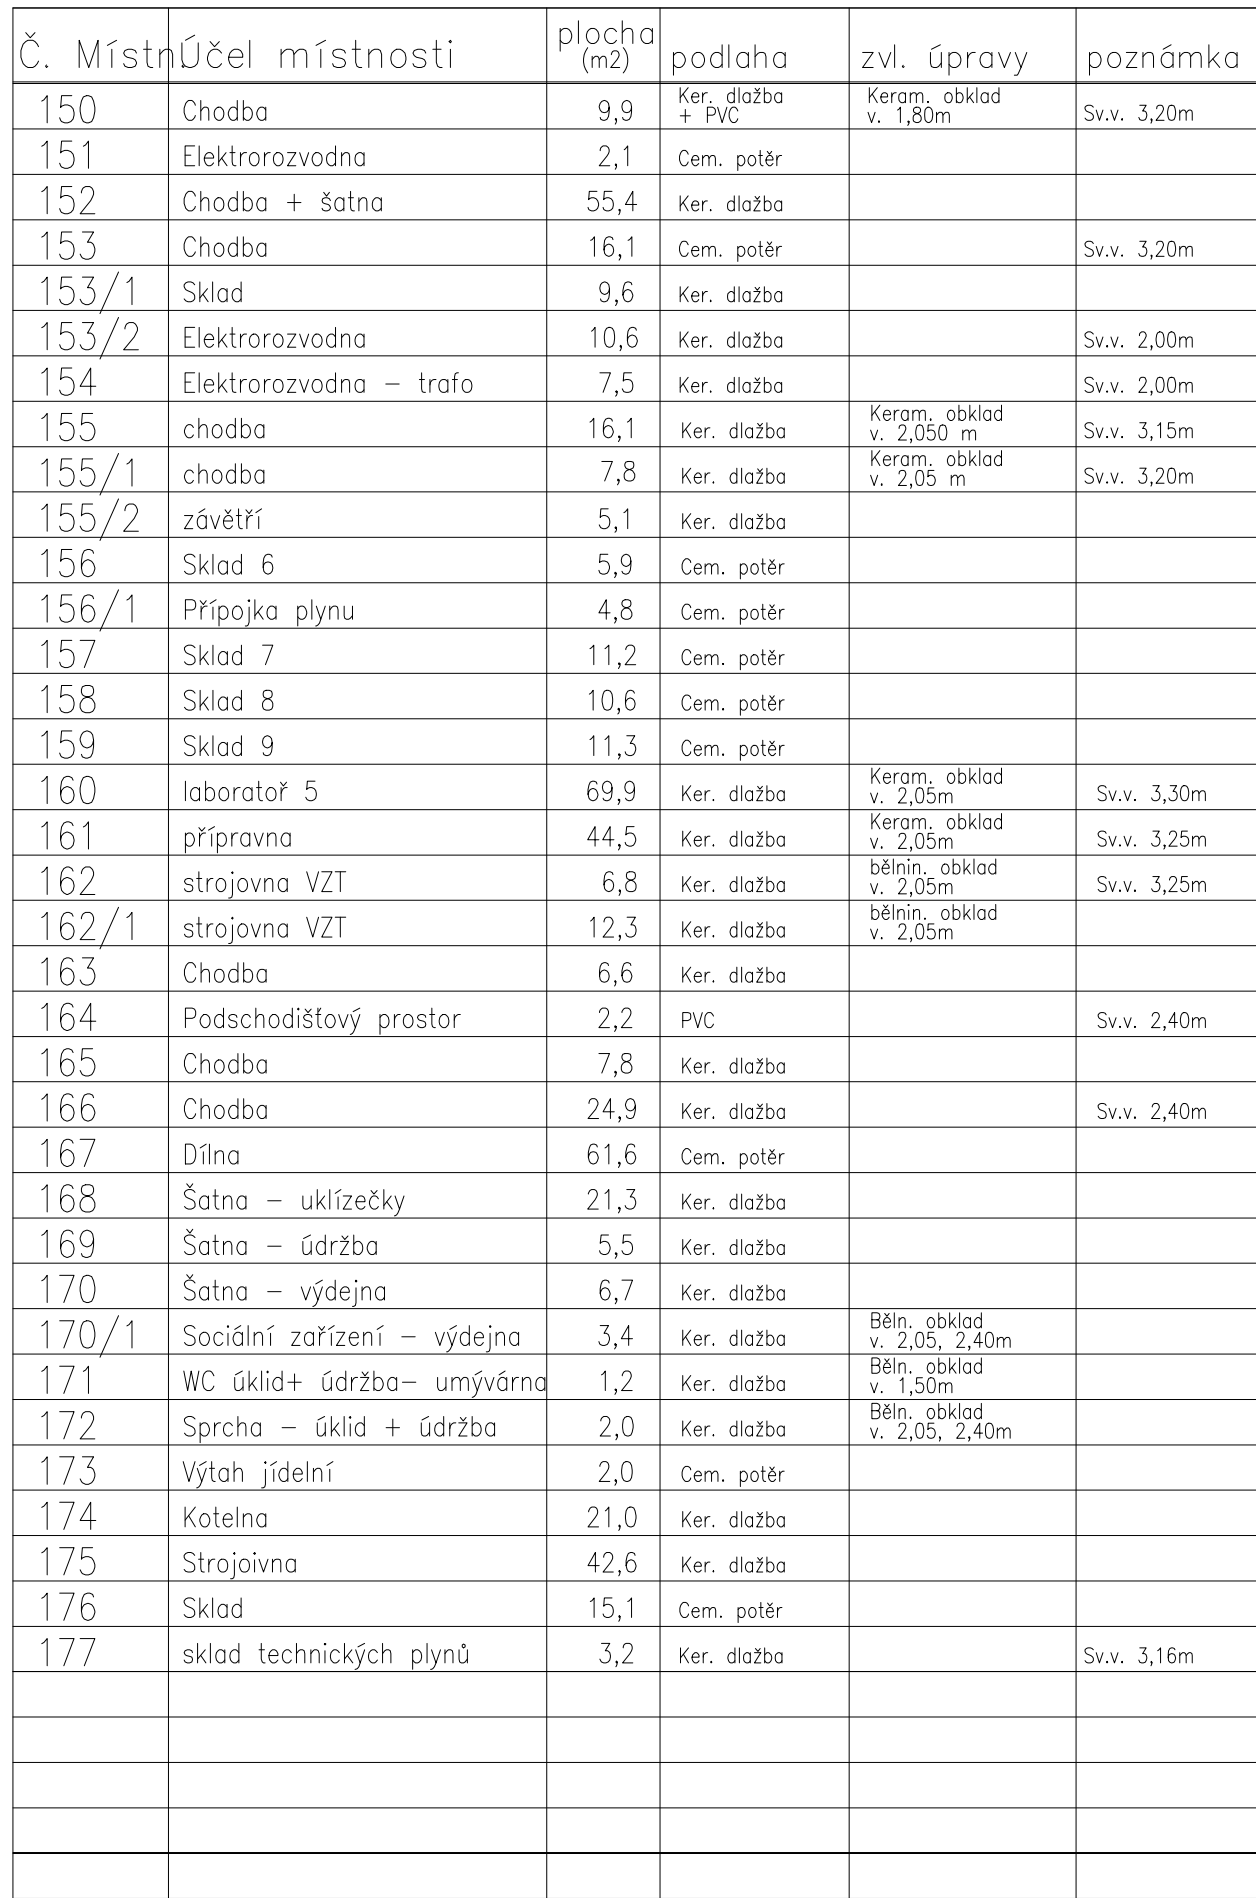 Č. Místn. Účel místnosti plocha (m2) podlaha zvl. úpravy poznámka
150 Chodba 9,9 Ker. dlažba + PVC Keram. obklad v. 1,80m Sv.v. 3,20m
151 Elektrorozvodna 2,1 Cem. potěr
152 Chodba + šatna 55,4 Ker. dlažba
153 Chodba 16,1 Cem. potěr Sv.v. 3,20m
153/1 Sklad 9,6 Ker. dlažba
153/2 Elektrorozvodna 10,6 Ker. dlažba Sv.v. 2,00m
154 Elektrorozvodna – trafo 7,5 Ker. dlažba Sv.v. 2,00m
155 chodba 16,1 Ker. dlažba Keram. obklad v. 2,050 m Sv.v. 3,15m
155/1 chodba 7,8 Ker. dlažba Keram. obklad v. 2,05 m Sv.v. 3,20m
155/2 závětří 5,1 Ker. dlažba
156 Sklad 6 5,9 Cem. potěr
156/1 Přípojka plynu 4,8 Cem. potěr
157 Sklad 7 11,2 Cem. potěr
158 Sklad 8 10,6 Cem. potěr
159 Sklad 9 11,3 Cem. potěr
160 laboratoř 5 69,9 Ker. dlažba Keram. obklad v. 2,05m Sv.v. 3,30m
161 přípravna 44,5 Ker. dlažba Keram. obklad v. 2,05m Sv.v. 3,25m
162 strojovna VZT 6,8 Ker. dlažba bělnin. obklad v. 2,05m Sv.v. 3,25m
162/1 strojovna VZT 12,3 Ker. dlažba bělnin. obklad v. 2,05m
163 Chodba 6,6 Ker. dlažba
164 Podschodišťový prostor 2,2 PVC Sv.v. 2,40m
165 Chodba 7,8 Ker. dlažba
166 Chodba 24,9 Ker. dlažba Sv.v. 2,40m
167 Dílna 61,6 Cem. potěr
168 Šatna – uklízečky 21,3 Ker. dlažba
169 Šatna – údržba 5,5 Ker. dlažba
170 Šatna – výdejna 6,7 Ker. dlažba
170/1 Sociální zařízení – výdejna 3,4 Ker. dlažba Běln. obklad v. 2,05, 2,40m
171 WC úklid+ údržba– umývárna 1,2 Ker. dlažba Běln. obklad v. 1,50m
172 Sprcha – úklid + údržba 2,0 Ker. dlažba Běln. obklad v. 2,05, 2,40m
173 Výtah jídelní 2,0 Cem. potěr
174 Kotelna 21,0 Ker. dlažba
175 Strojoivna 42,6 Ker. dlažba
176 Sklad 15,1 Cem. potěr
177 sklad technických plynů 3,2 Ker. dlažba Sv.v. 3,16m